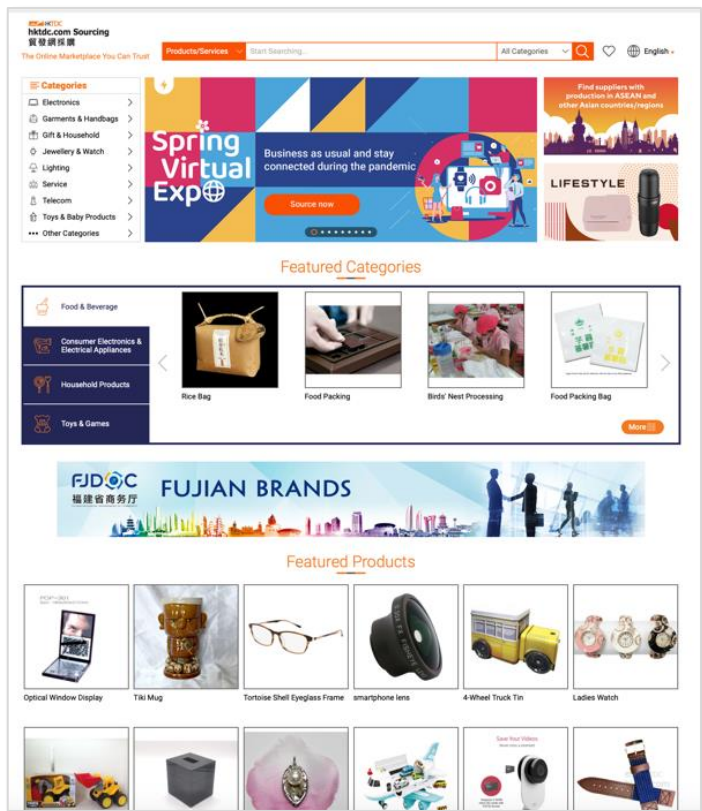 HKTDC
hktdc.com Sourcing
貿發網採購
The Online Marketplace You Can Trust
Products/Services
Start Searching...
All Categories
English
Categories
Electronics
Garments & Handbags
Gift & Household
Jewellery & Watch
Lighting
Service
Telecom
Toys & Baby Products
Other Categories
Spring
Virtual
Expo
Business as usual and stay
connected during the pandemic
Source now
Find suppliers with
production in ASEAN and
other Asian countries/regions
LIFESTYLE
Featured Categories
Food & Beverage
Consumer Electronics &
Electrical Appliances
Household Products
Toys & Games
Rice Bag
Food Packing
Birds' Nest Processing
Food Packing Bag
More
FJDOC
福建省商务厅
FUJIAN BRANDS
Featured Products
POP-301
Optical Window Display
Tiki Mug
Tortoise Shell Eyeglass Frame
smartphone lens
4-Wheel Truck Tin
Ladies Watch
Save Your Videos